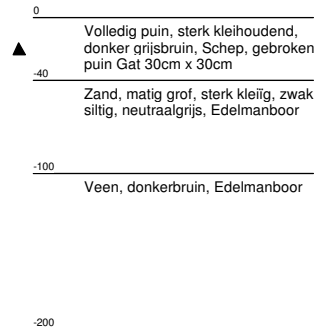 0
Volledig puin, sterk kleihoudend,
donker grijsbruin, Schep, gebroken
puin Gat 30cm x 30cm
-40
Zand, matig grof, sterk kleiïg, zwak
siltig, neutraalgrijs, Edelmanboor
-100
Veen, donkerbruin, Edelmanboor
-200